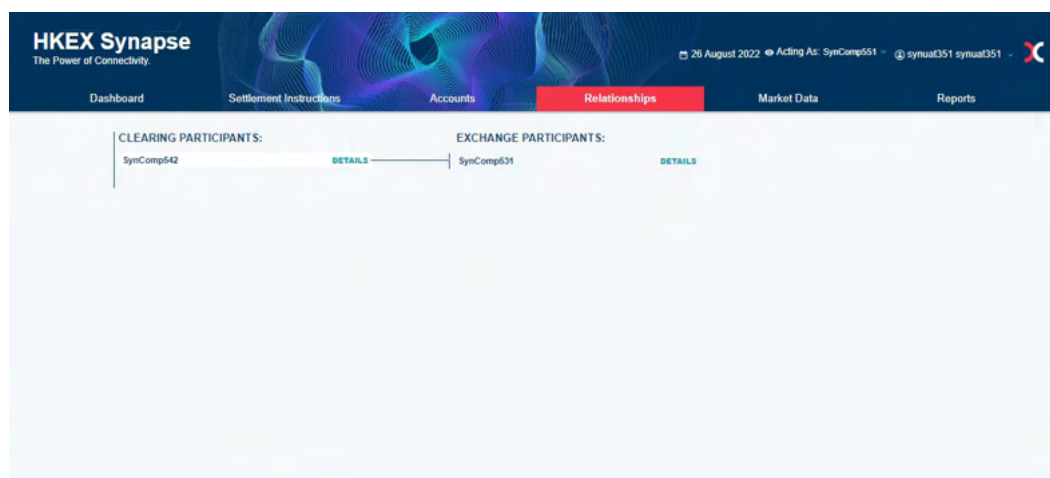 HKEX Synapse
The Power of Connectivity.
26 August 2022 Acting As: SynComp551 synuat351 synuat351
Dashboard Settlement Instructions Accounts Relationships Market Data Reports
CLEARING PARTICIPANTS: EXCHANGE PARTICIPANTS:
SynComp542 DETAILS SynComp531 DETAILS